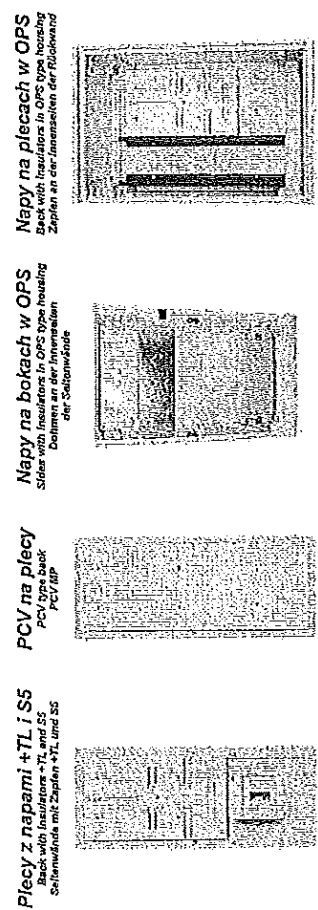 Plecy z napami +TL i S5
Back with Insulators +TL and S5
Seitenwände mit Zapfen +TL und S5
PCV na plecy
PCV type back
PCV MP
Napy na bokach w OPS
Sides with Insulators in OPS type housing
Dohmen an der Innenseiten
der Seitenwände
Napy na plecach w OPS
Back with Insulators in OPS type housing
Zapfen an der Innenseiten der Rückwand